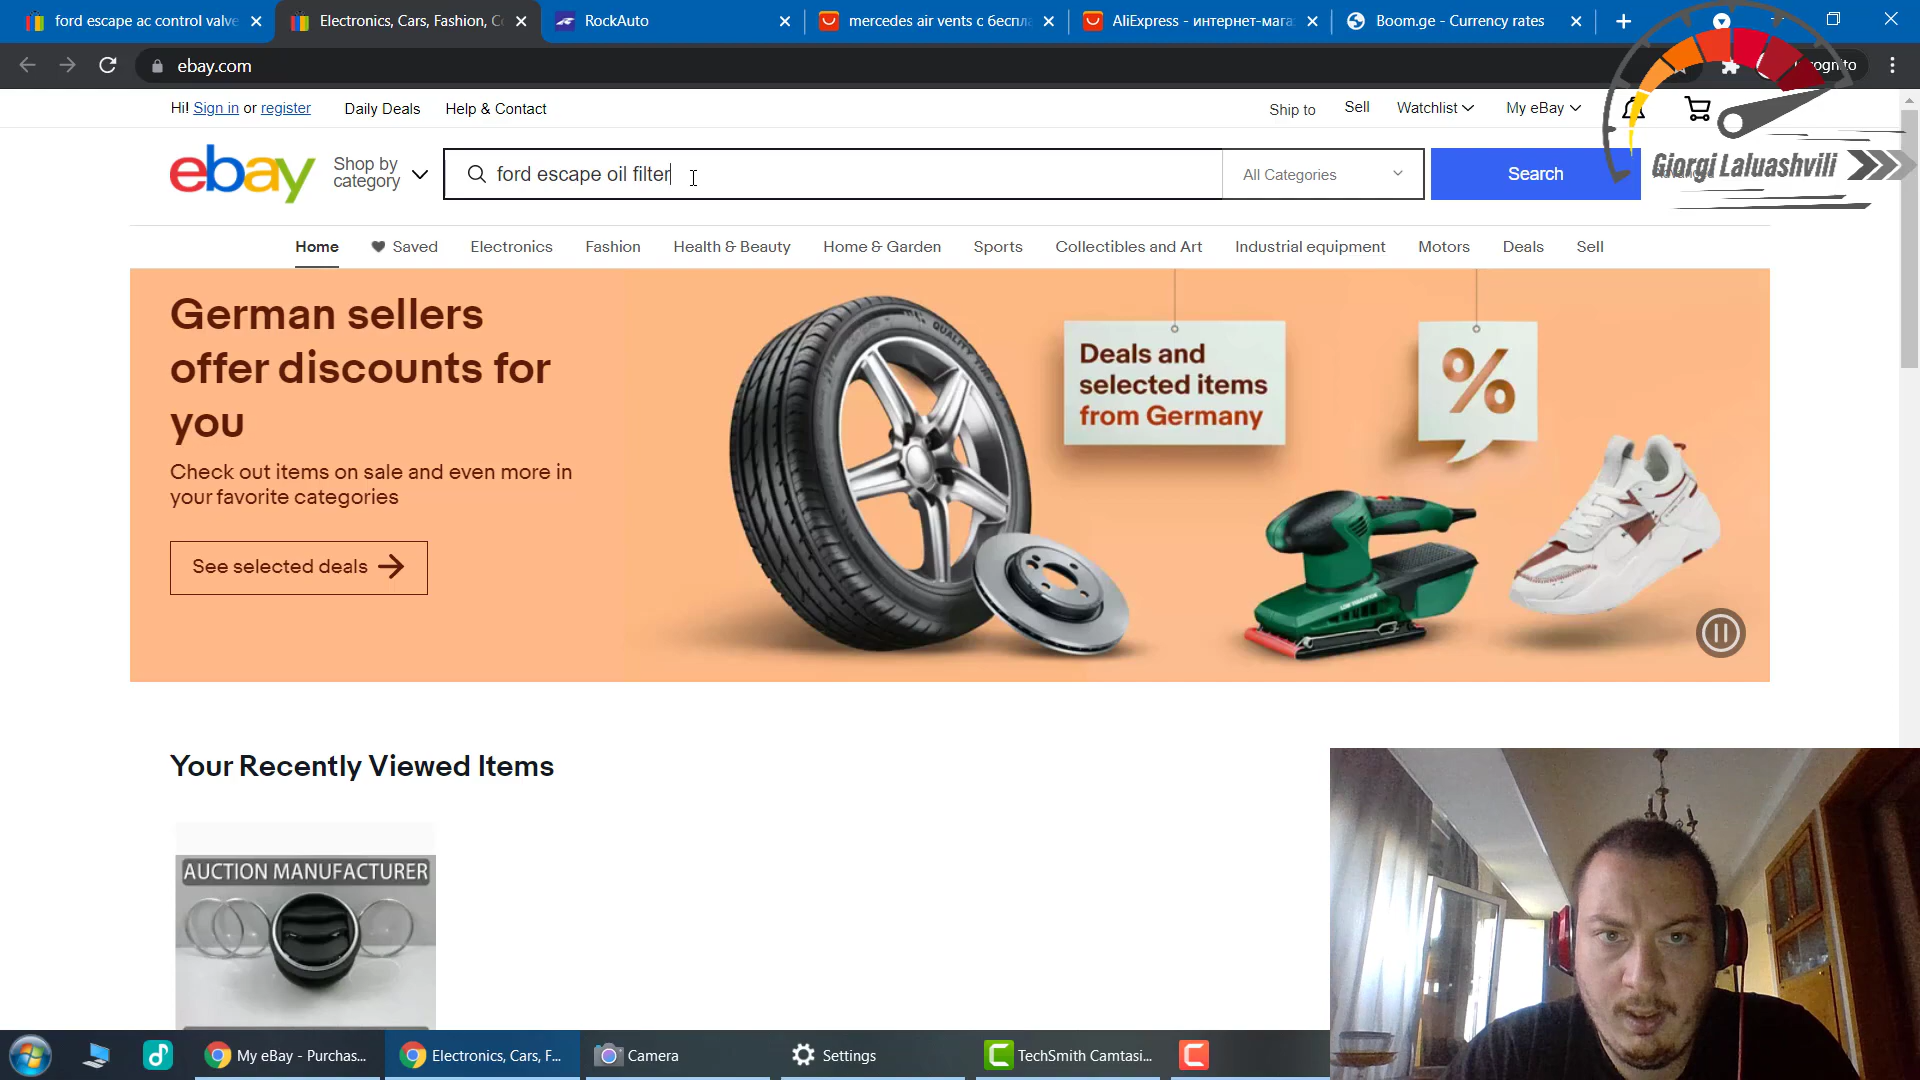 ford escape ac control valve
Electronics, Cars, Fashion, C
RockAuto
mercedes air vents с беспл
AliExpress - интернет-мага
Boom.ge - Currency rates
ebay.com
Hi! Sign in or register
Daily Deals
Help & Contact
Ship to
Sell
Watchlist
My eBay
ebay
Shop by
category
ford escape oil filter
All Categories
Search
Giorgi Laluashvili
Home
Saved
Electronics
Fashion
Health & Beauty
Home & Garden
Sports
Collectibles and Art
Industrial equipment
Motors
Deals
Sell
German sellers
offer discounts for
you
Check out items on sale and even more in
your favorite categories
See selected deals
QUALITY TIRE
Deals and
selected items
from Germany
%
Your Recently Viewed Items
AUCTION MANUFACTURER
My eBay - Purchas...
Electronics, Cars, F...
Camera
Settings
TechSmith Camtasi...